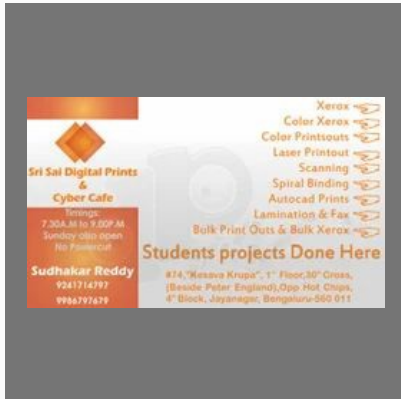 Sri Sai Digital Prints
&
Cyber Cafe
Timings:
7.30A.M to 9.00P.M
Sunday also open
No Powercut
Sudhakar Reddy
9241714797
9986797679
Xerox
Color Xerox
Color Printsouts
Laser Printout
Scanning
Spiral Binding
Autocad Prints
Lamination & Fax
Bulk Print Outs & Bulk Xerox
Students projects Done Here
#74,"Kesava Krupa", 1st Floor,30th Cross,
(Beside Peter England),Opp Hot Chips,
4th Block, Jayanagar, Bengaluru-560 011